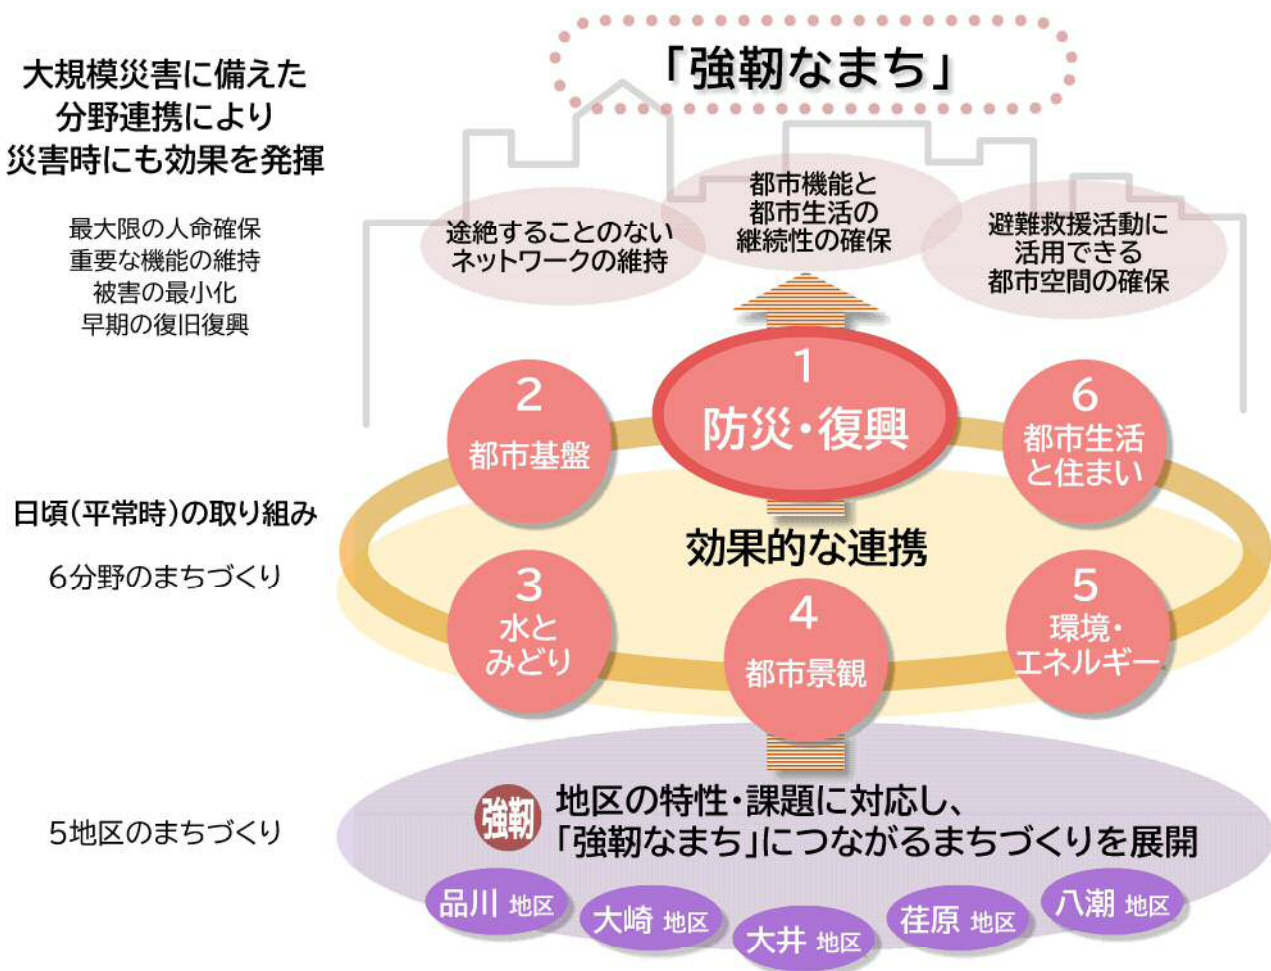 「強靭なまち」
大規模災害に備えた
分野連携により
災害時にも効果を発揮
最大限の人命確保
重要な機能の維持
被害の最小化
早期の復旧復興
途絶することのない
ネットワークの維持
都市機能と
都市生活の
継続性の確保
避難救援活動に
活用できる
都市空間の確保
1
防災・復興
2
都市基盤
6
都市生活
と住まい
日頃(平常時)の取り組み
6分野のまちづくり
効果的な連携
3
水と
みどり
4
都市景観
5
環境・
エネルギー
5地区のまちづくり
強靭
地区の特性・課題に対応し、
「強靭なまち」につながるまちづくりを展開
品川 地区
大崎 地区
大井 地区
荏原 地区
八潮 地区